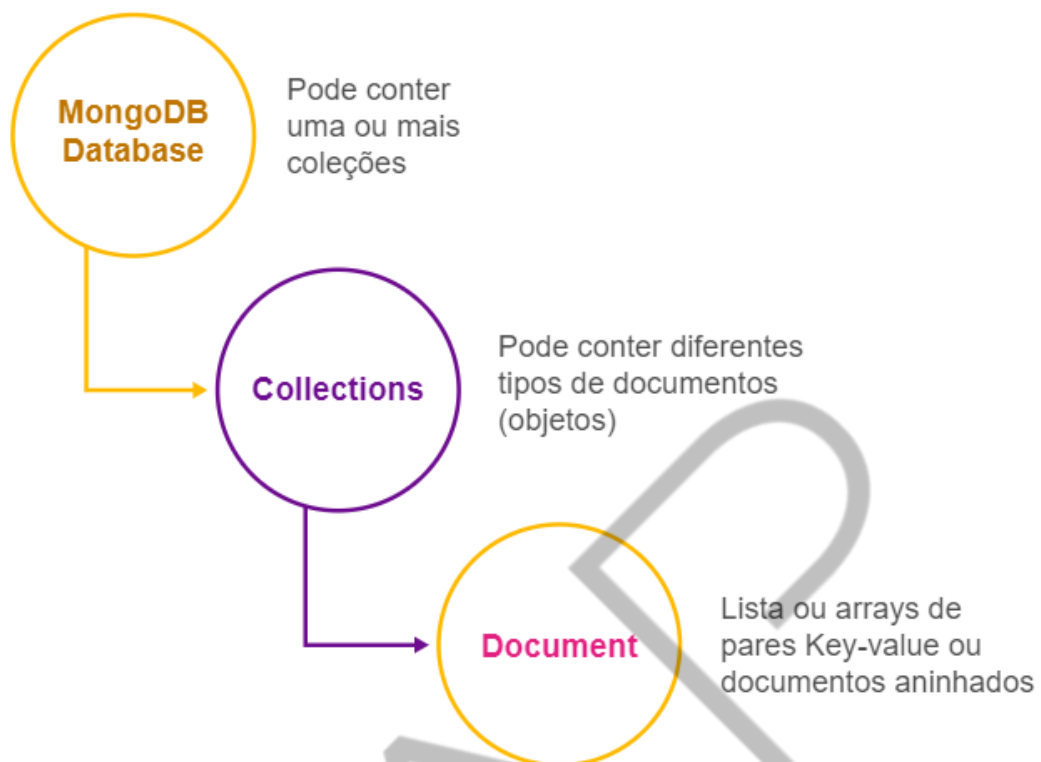 MongoDB
Database
Pode conter
uma ou mais
coleções
Collections
Pode conter diferentes
tipos de documentos
(objetos)
Document
Lista ou arrays de
pares Key-value ou
documentos aninhados